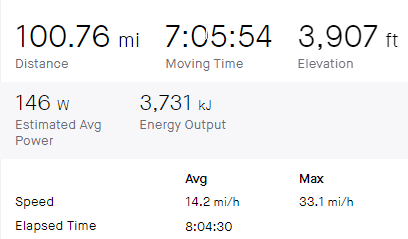 100.76 mi 7:05:54 3,907 ft
Distance Moving Time Elevation
146 W 3,731 kJ
Estimated Avg Energy Output
Power
Avg Max
Speed 14.2 mi/h 33.1 mi/h
Elapsed Time 8:04:30